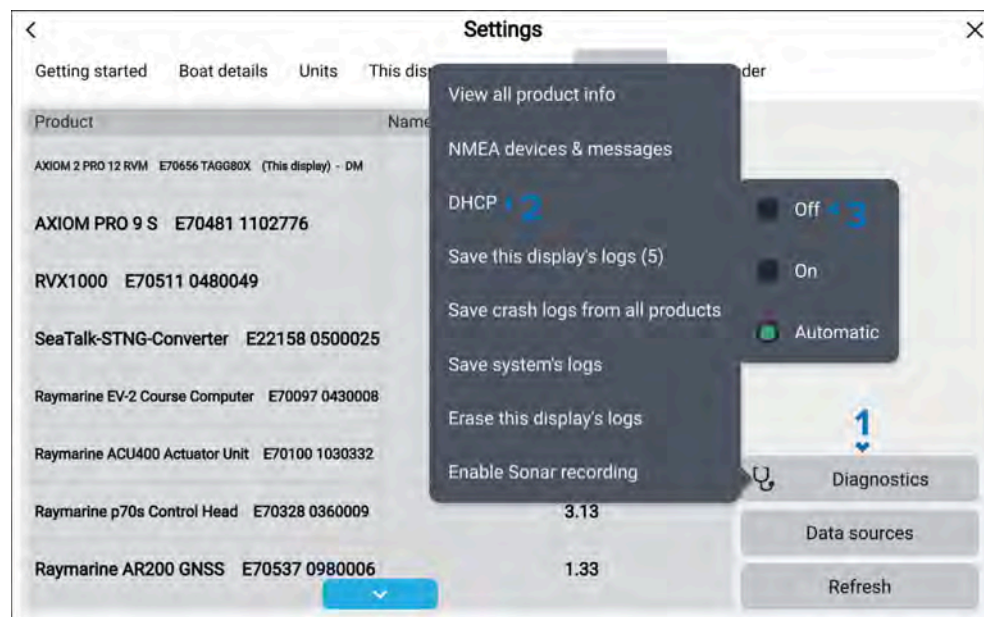 Settings
Getting started Boat details Units This dis der
Product Name
AXIOM 2 PRO 12 RVM E70656 TAGG80X (This display) - DM
AXIOM PRO 9 S E70481 1102776
RVX1000 E70511 0480049
SeaTalk-STNG-Converter E22158 0500025
Raymarine EV-2 Course Computer E70097 0430008
Raymarine ACU400 Actuator Unit E70100 1030332
Raymarine p70s Control Head E70328 0360009 3.13
Raymarine AR200 GNSS E70537 0980006 1.33
View all product info
NMEA devices & messages
DHCP 2
Save this display's logs (5)
Save crash logs from all products
Save system's logs
Erase this display's logs
Enable Sonar recording
Off 3
On
Automatic
1
Diagnostics
Data sources
Refresh